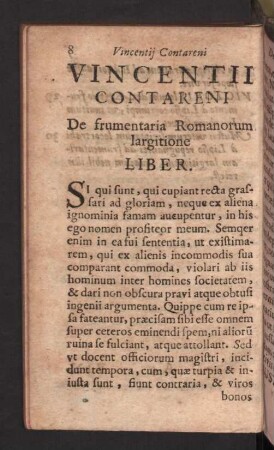 8 Vincentij Contareni
VINCENTII
CONTARENI
De frumentaria Romanorum
largitione
LIBER.
SI qui sunt, qui cupiant recta gras-
sari ad gloriam, neque ex aliena
ignominia famam aucupentur, in his
ego nomen profiteor meum. Semqer
enim in ea fui sententia, ut existima-
rem, qui ex alienis incommodis sua
comparant commoda, violari ab iis
hominum inter homines societatem,
& dari non obscura pravi atque obtusi
ingenii argumenta. Quippe cum re ipsa
fateantur, præcisam sibi esse omnem
super ceteros eminendi spem, ni aliorũ
ruina se fulciant, atque attollant. Sed
vt docent officiorum magistri, inci-
dunt tempora, cum, quæ turpia & in-
iusta sunt, fiunt contraria, & viros
bonos